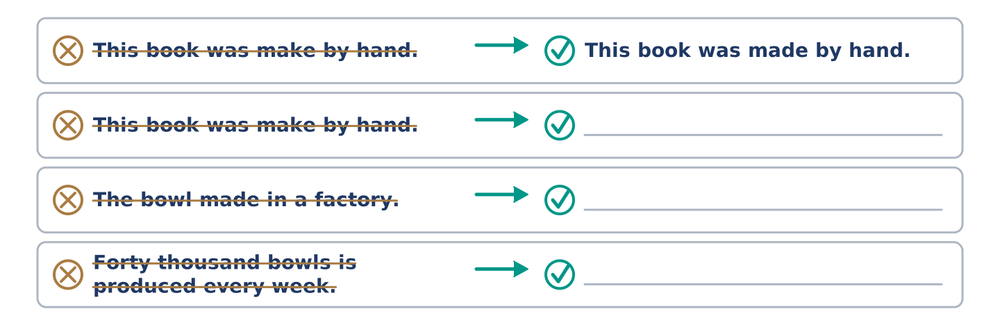 This book was make by hand.
This book was made by hand.
This book was make by hand.
The bowl made in a factory.
Forty thousand bowls is
produced every week.